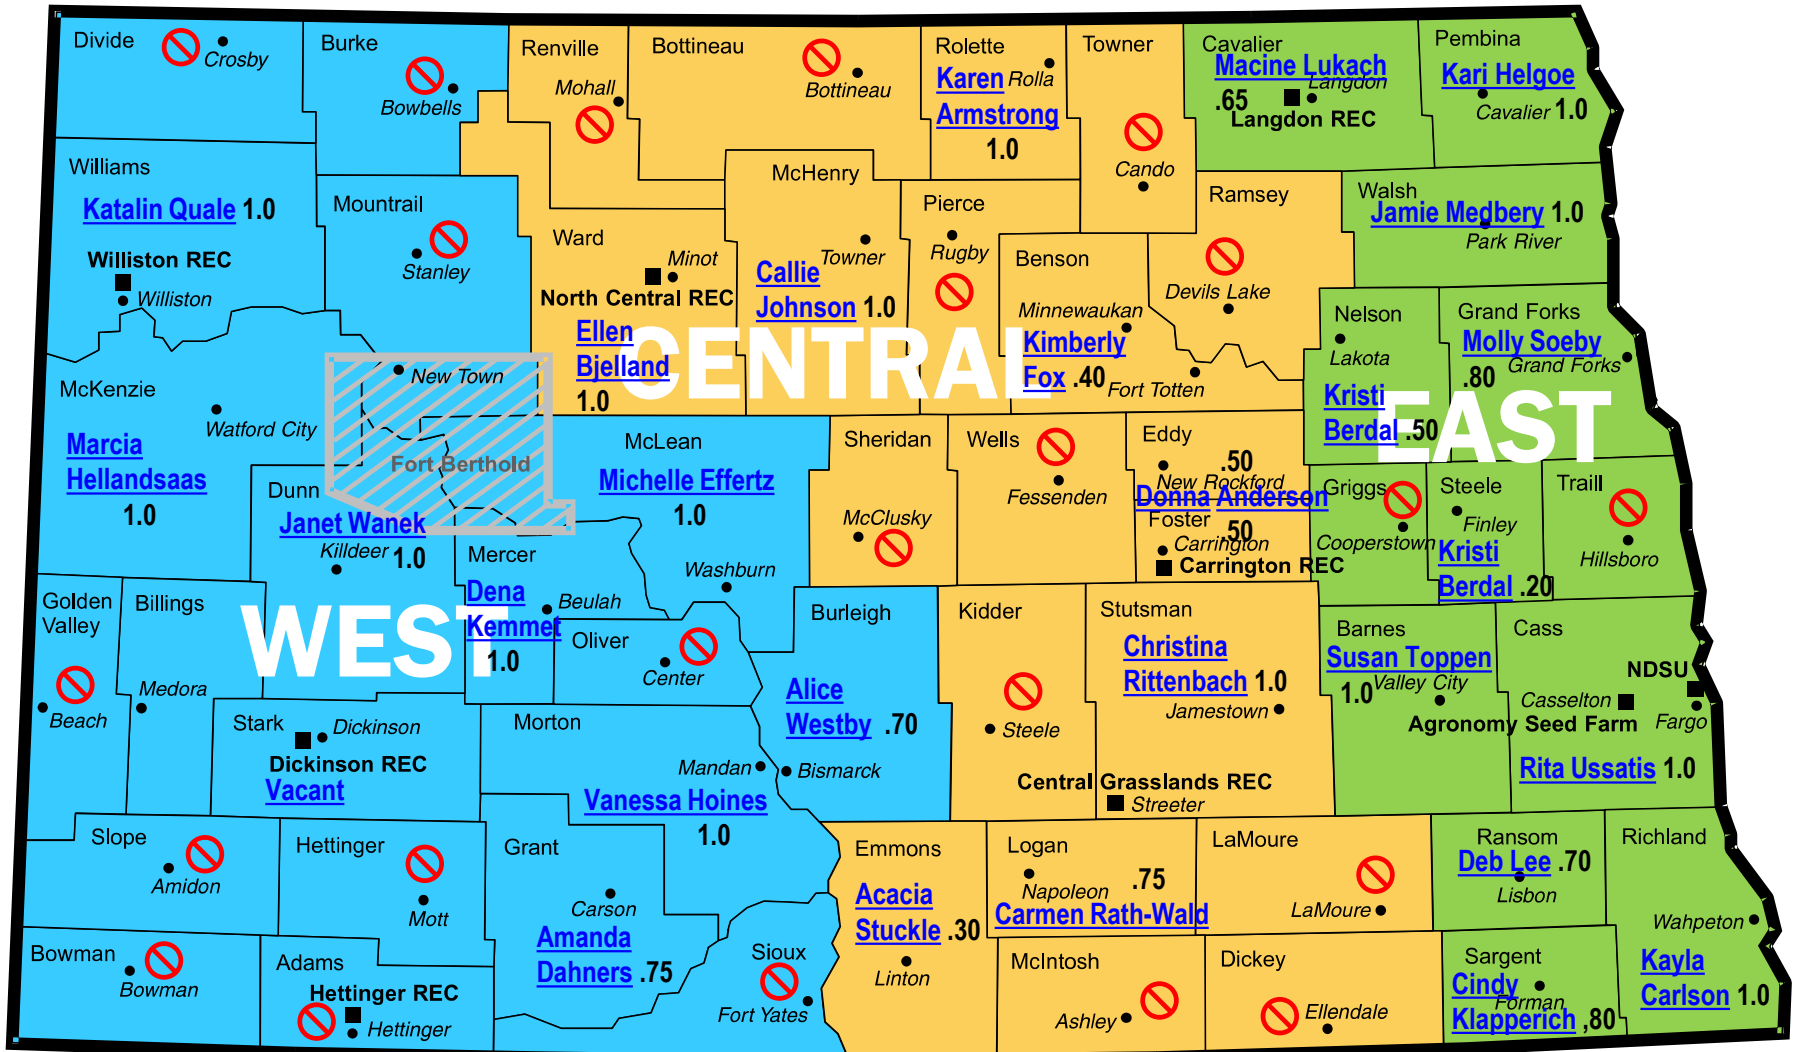 Divide
Crosby
Burke
Bowbells
Renville
Mohall
Bottineau
Bottineau
Rolette
Karen Rolla
Armstrong
1.0
Towner
Cando
Cavalier
Macine Lukach
Langdon
.65
Langdon REC
Pembina
Kari Helgoe
Cavalier 1.0
Williams
Katalin Quale 1.0
Williston REC
Williston
Mountrail
Stanley
Ward
Minot
North Central REC
Ellen
Bjelland
1.0
McHenry
Towner
Callie
Johnson 1.0
Pierce
Rugby
Benson
Minnewaukan
Kimberly
Fox .40
Fort Totten
Ramsey
Devils Lake
Walsh
Jamie Medbery 1.0
Park River
Nelson
Lakota
Kristi
Berdal .50
Grand Forks
Molly Soeby
Grand Forks
.80
CENTRAL
EAST
WEST
McKenzie
Watford City
Marcia
Hellandsaas
1.0
New Town
Fort Berthold
Dunn
Janet Wanek
Killdeer 1.0
McLean
Michelle Effertz
1.0
Washburn
Mercer
Dena
Kemmet
1.0
Beulah
Oliver
Center
Sheridan
McClusky
Wells
Fessenden
Eddy
.50
New Rockford
Donna Anderson
Foster
.50
Carrington
Carrington REC
Griggs
Cooperstown
Steele
Finley
Kristi
Berdal .20
Traill
Hillsboro
Golden
Valley
Beach
Billings
Medora
Stark
Dickinson
Dickinson REC
Vacant
Morton
Mandan
Vanessa Hoines
1.0
Burleigh
Alice
Westby .70
Bismarck
Kidder
Steele
Stutsman
Christina
Rittenbach 1.0
Jamestown
Central Grasslands REC
Streeter
Barnes
Susan Toppen
1.0 Valley City
Cass
NDSU
Casselton
Agronomy Seed Farm
Fargo
Rita Ussatis 1.0
Slope
Amidon
Hettinger
Mott
Grant
Carson
Amanda
Dahners .75
Sioux
Fort Yates
Bowman
Bowman
Adams
Hettinger REC
Hettinger
Emmons
Acacia
Stuckle .30
Linton
Logan
Napoleon .75
Carmen Rath-Wald
LaMoure
LaMoure
McIntosh
Ashley
Dickey
Ellendale
Ransom
Deb Lee .70
Lisbon
Sargent
Cindy
Forman
Klapperich ,80
Richland
Wahpeton
Kayla
Carlson 1.0